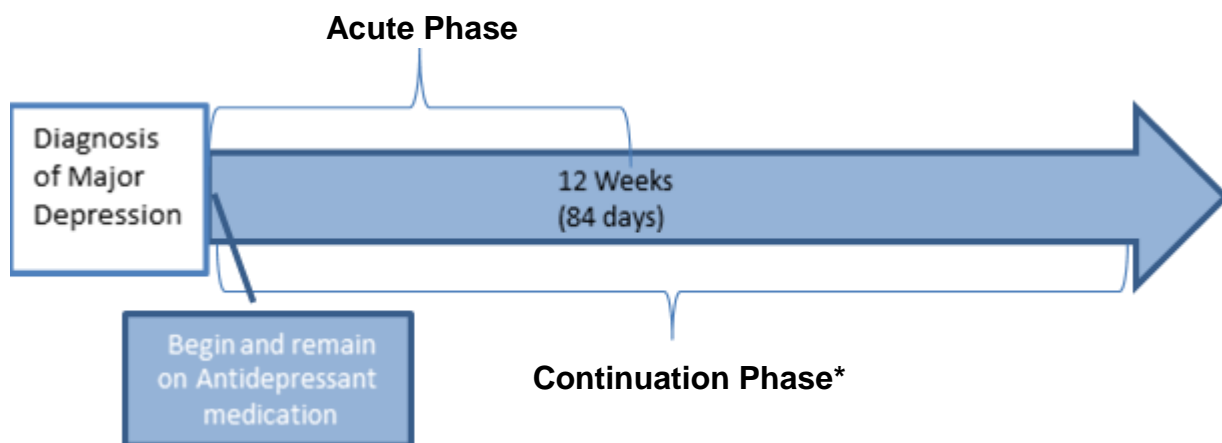 Acute Phase
Diagnosis
of Major
Depression
12 Weeks
(84 days)
Begin and remain
on Antidepressant
medication
Continuation Phase*